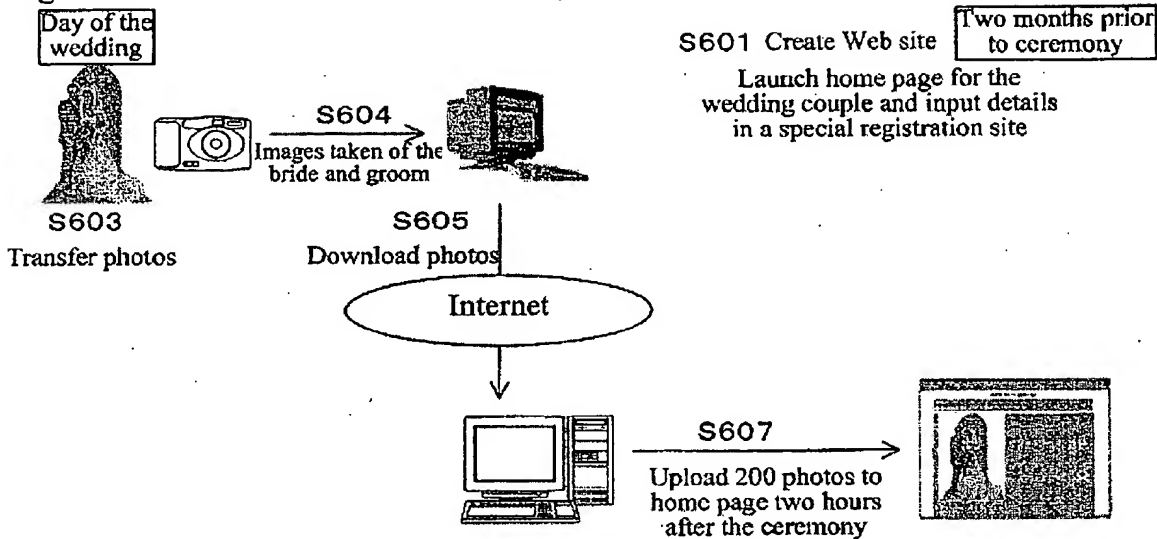 Day of the
wedding
S601 Create Web site
Two months prior
to ceremony
Launch home page for the
wedding couple and input details
in a special registration site
S604
Images taken of the
bride and groom
S603
Transfer photos
S605
Download photos
Internet
S607
Upload 200 photos to
home page two hours
after the ceremony